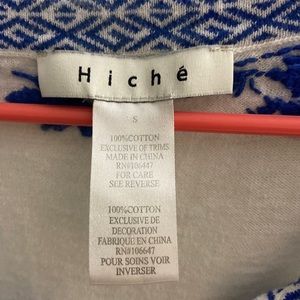 Hiché
S
100%COTTON
EXCLUSIVE OF TRIMS
MADE IN CHINA
RN#106447
FOR CARE
SEE REVERSE
100%COTTON
EXCLUSIVE DE
DECORATION
FABRIQUE EN CHINA
RN#106647
POUR SOINS VOIR
INVERSER